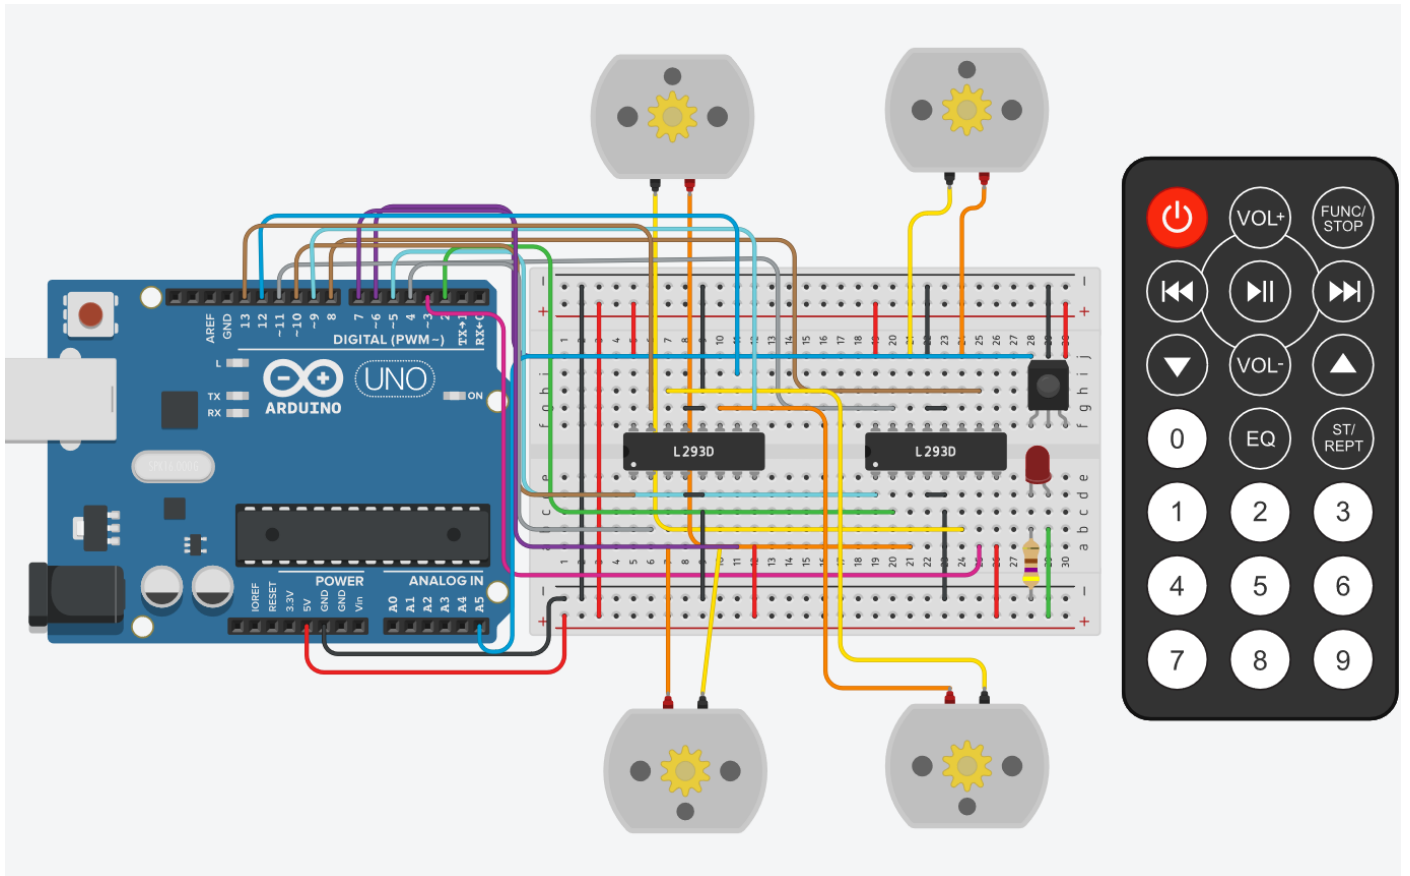 VOL+
FUNC/
STOP
VOL-
0
EQ
ST/
REPT
1
2
3
4
5
6
7
8
9
AREF
GND
13
12
~11
~10
~9
8
7
~6
~5
4
~3
2
TX→1
RX←0
DIGITAL (PWM~)
L
TX
RX
ARDUINO
UNO
ON
POWER
ANALOG IN
IOREF
RESET
3.3V
5V
GND
GND
Vin
A0
A1
A2
A3
A4
A5
L293D
L293D